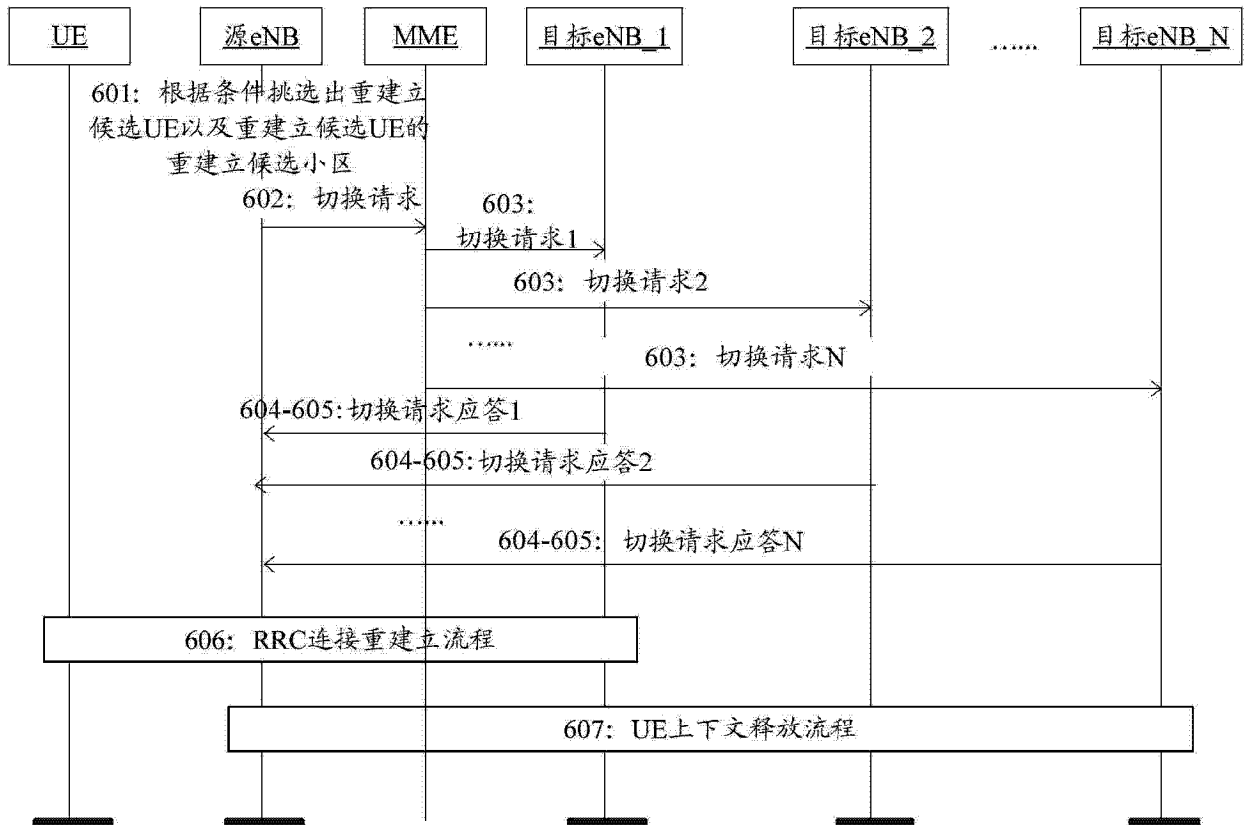 UE 源eNB MME 目标eNB_1 目标eNB_2 …… 目标eNB_N
601：根据条件挑选出重建立
候选UE以及重建立候选UE的
重建立候选小区
602：切换请求
603：
切换请求1
603：切换请求2
……
603：切换请求N
604-605:切换请求应答1
604-605:切换请求应答2
……
604-605：切换请求应答N
606：RRC连接重建立流程
607：UE上下文释放流程